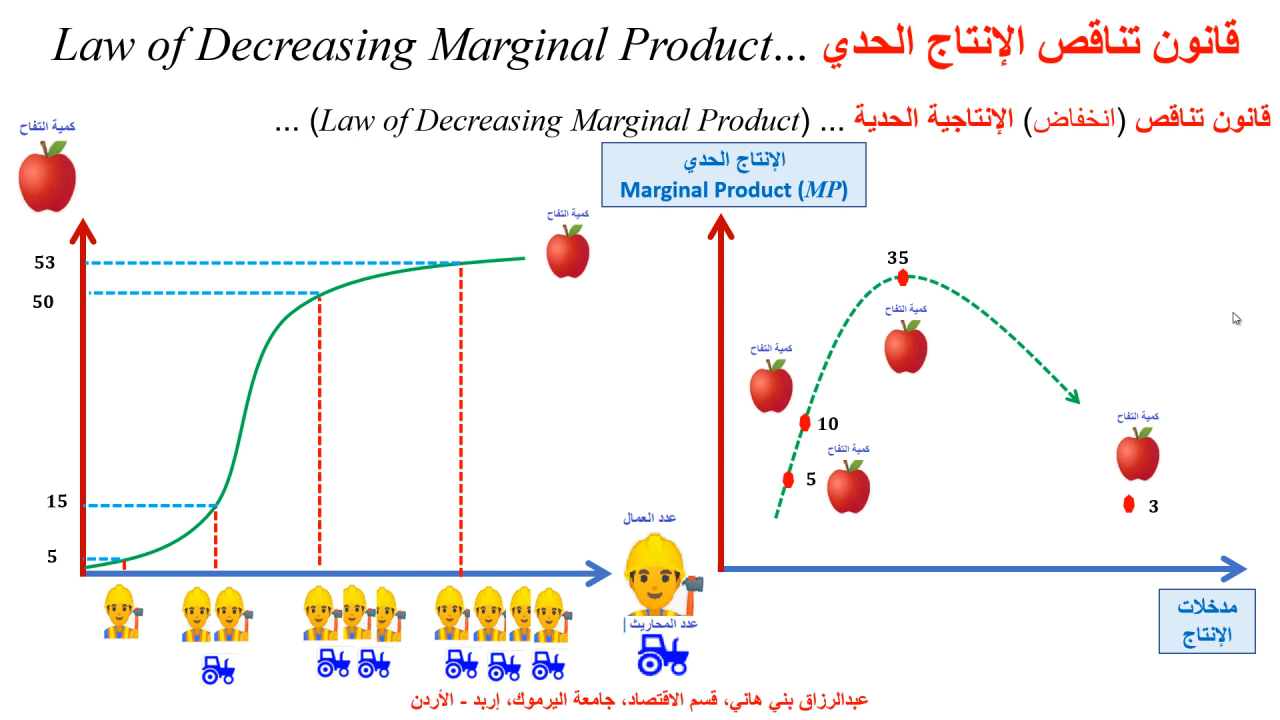 قانون تناقص الإنتاج الحدي ...Law of Decreasing Marginal Product
قانون تناقص (انخفاض) الإنتاجية الحدية ... (Law of Decreasing Marginal Product) ...
كمية التفاح
53
50
15
5
كمية التفاح
عدد العمال
عدد المحاريث
الإنتاج الحدي
Marginal Product (MP)
35
كمية التفاح
كمية التفاح
10
كمية التفاح
5
كمية التفاح
3
مدخلات
الإنتاج
عبدالرزاق بني هاني، قسم الاقتصاد، جامعة اليرموك، إربد - الأردن